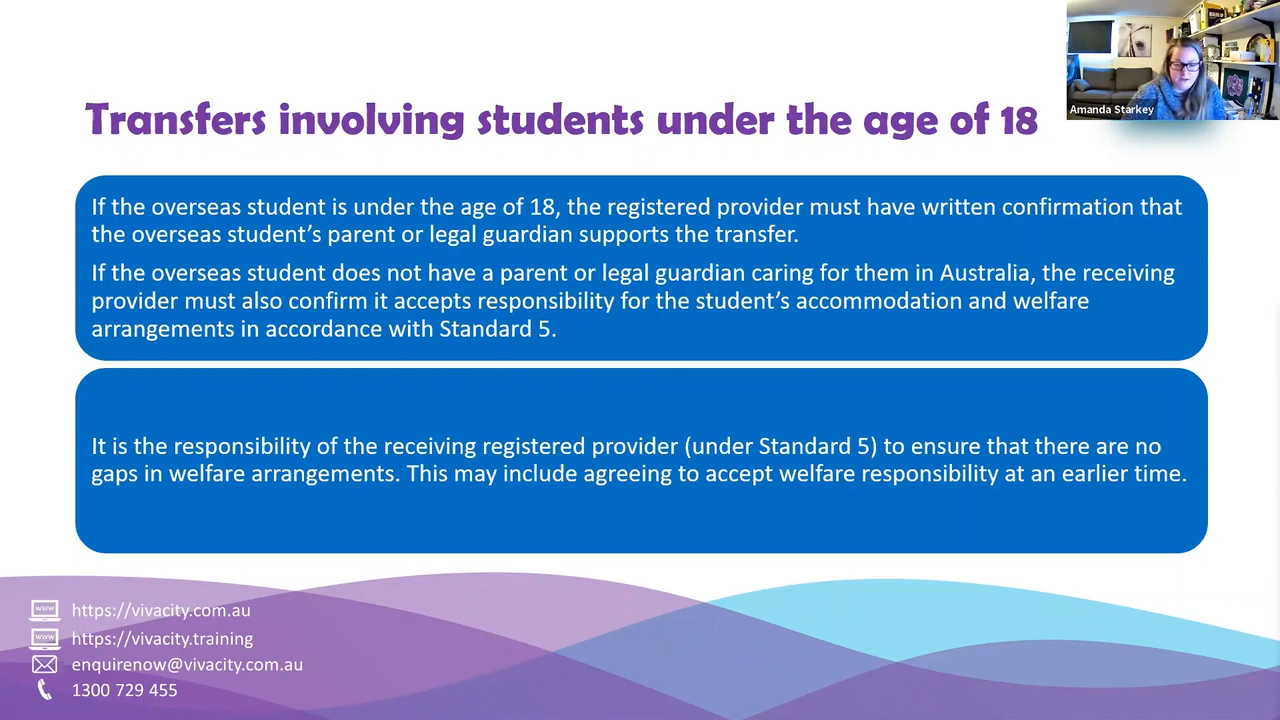 Amanda Starkey
Transfers involving students under the age of 18
If the overseas student is under the age of 18, the registered provider must have written confirmation that
the overseas student's parent or legal guardian supports the transfer.
If the overseas student does not have a parent or legal guardian caring for them in Australia, the receiving
provider must also confirm it accepts responsibility for the student's accommodation and welfare
arrangements in accordance with Standard 5.
It is the responsibility of the receiving registered provider (under Standard 5) to ensure that there are no
gaps in welfare arrangements. This may include agreeing to accept welfare responsibility at an earlier time.
www https://vivacity.com.au
www https://vivacity.training
enquirenow@vivacity.com.au
1300 729 455